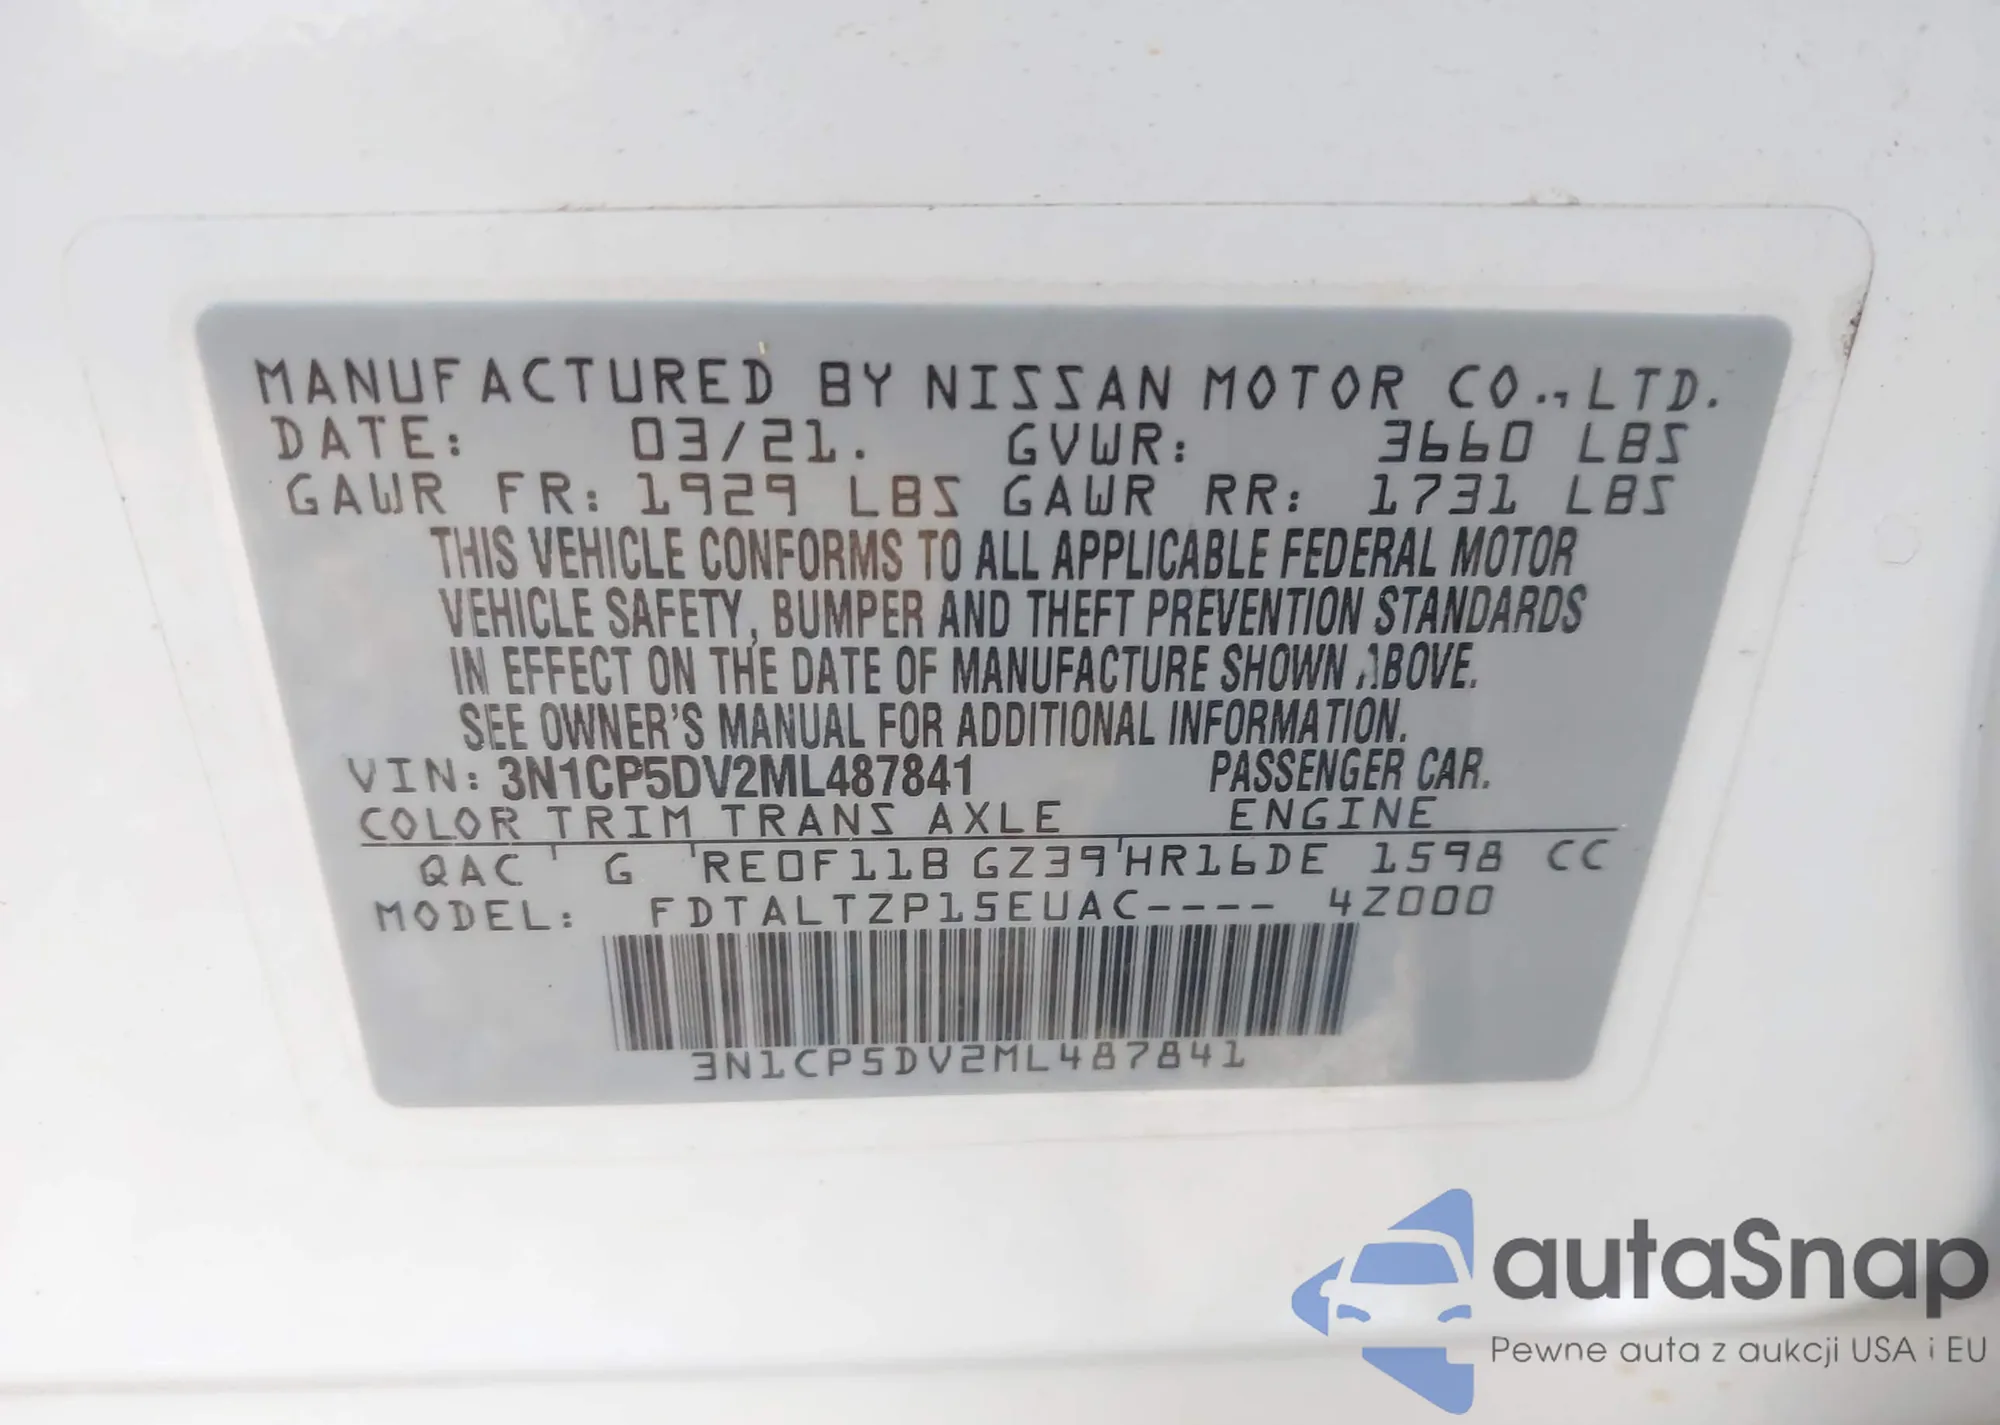 MANUFACTURED BY NISSAN MOTOR CO., LTD.
DATE: 03/21. GVWR: 3660 LBS
GAWR FR: 1929 LBS GAWR RR: 1731 LBS
THIS VEHICLE CONFORMS TO ALL APPLICABLE FEDERAL MOTOR
VEHICLE SAFETY, BUMPER AND THEFT PREVENTION STANDARDS
IN EFFECT ON THE DATE OF MANUFACTURE SHOWN ABOVE.
SEE OWNER'S MANUAL FOR ADDITIONAL INFORMATION.
VIN: 3N1CP5DV2ML487841 PASSENGER CAR.
COLOR TRIM TRANS AXLE ENGINE
QAC ' G ' RE0F11B GZ39 ' HR16DE 1598 CC
MODEL: FDTALTZP15EUAC---- 4Z000
3N1CP5DV2ML487841
autaSnap
Pewne auta z aukcji USA i EU